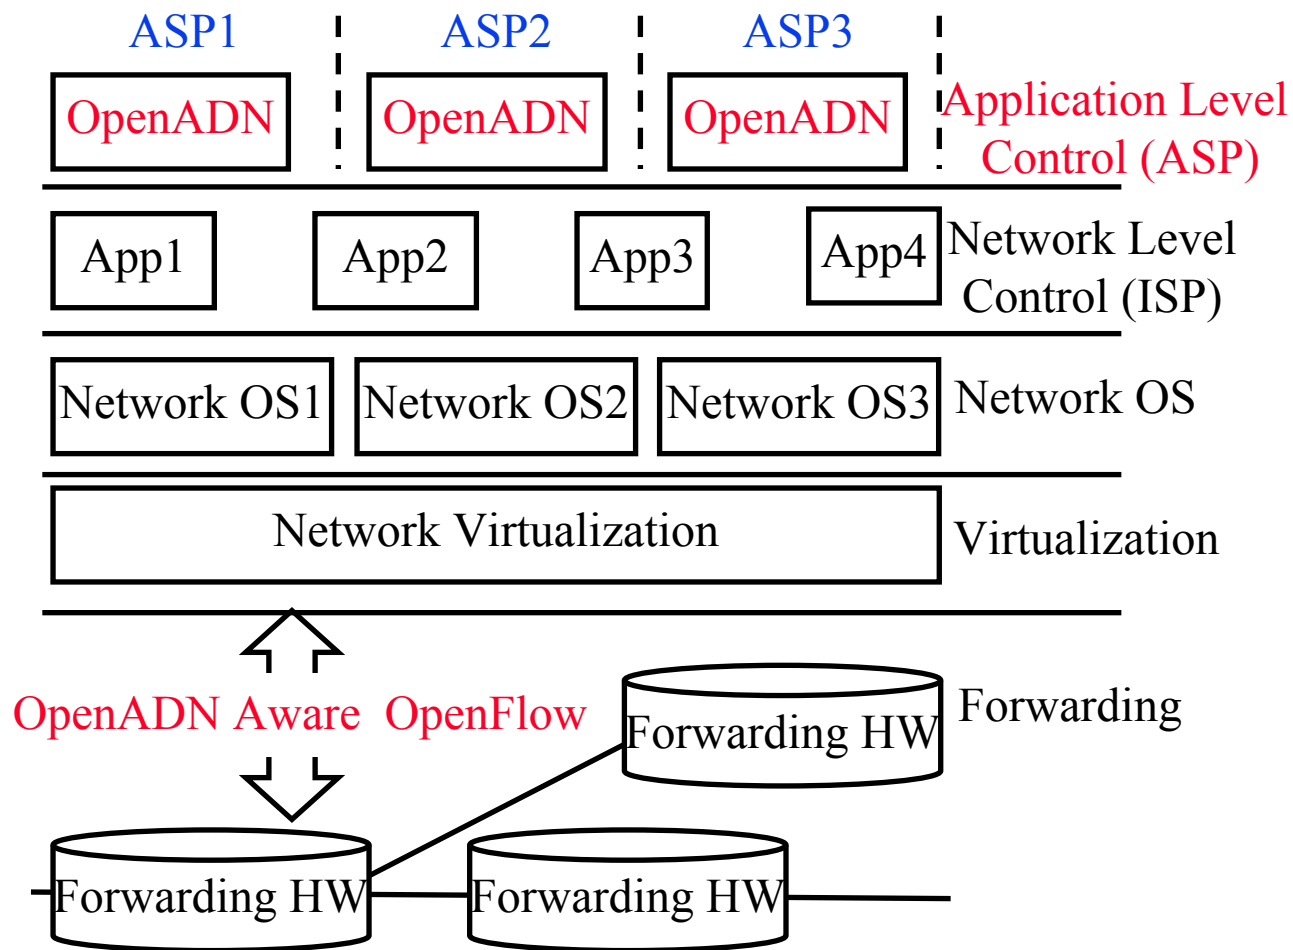 ASP1 ASP2 ASP3
OpenADN OpenADN OpenADN
Application Level
Control (ASP)
App1 App2 App3 App4
Network Level
Control (ISP)
Network OS1 Network OS2 Network OS3 Network OS
Network Virtualization Virtualization
OpenADN Aware OpenFlow
Forwarding HW Forwarding
Forwarding HW Forwarding HW